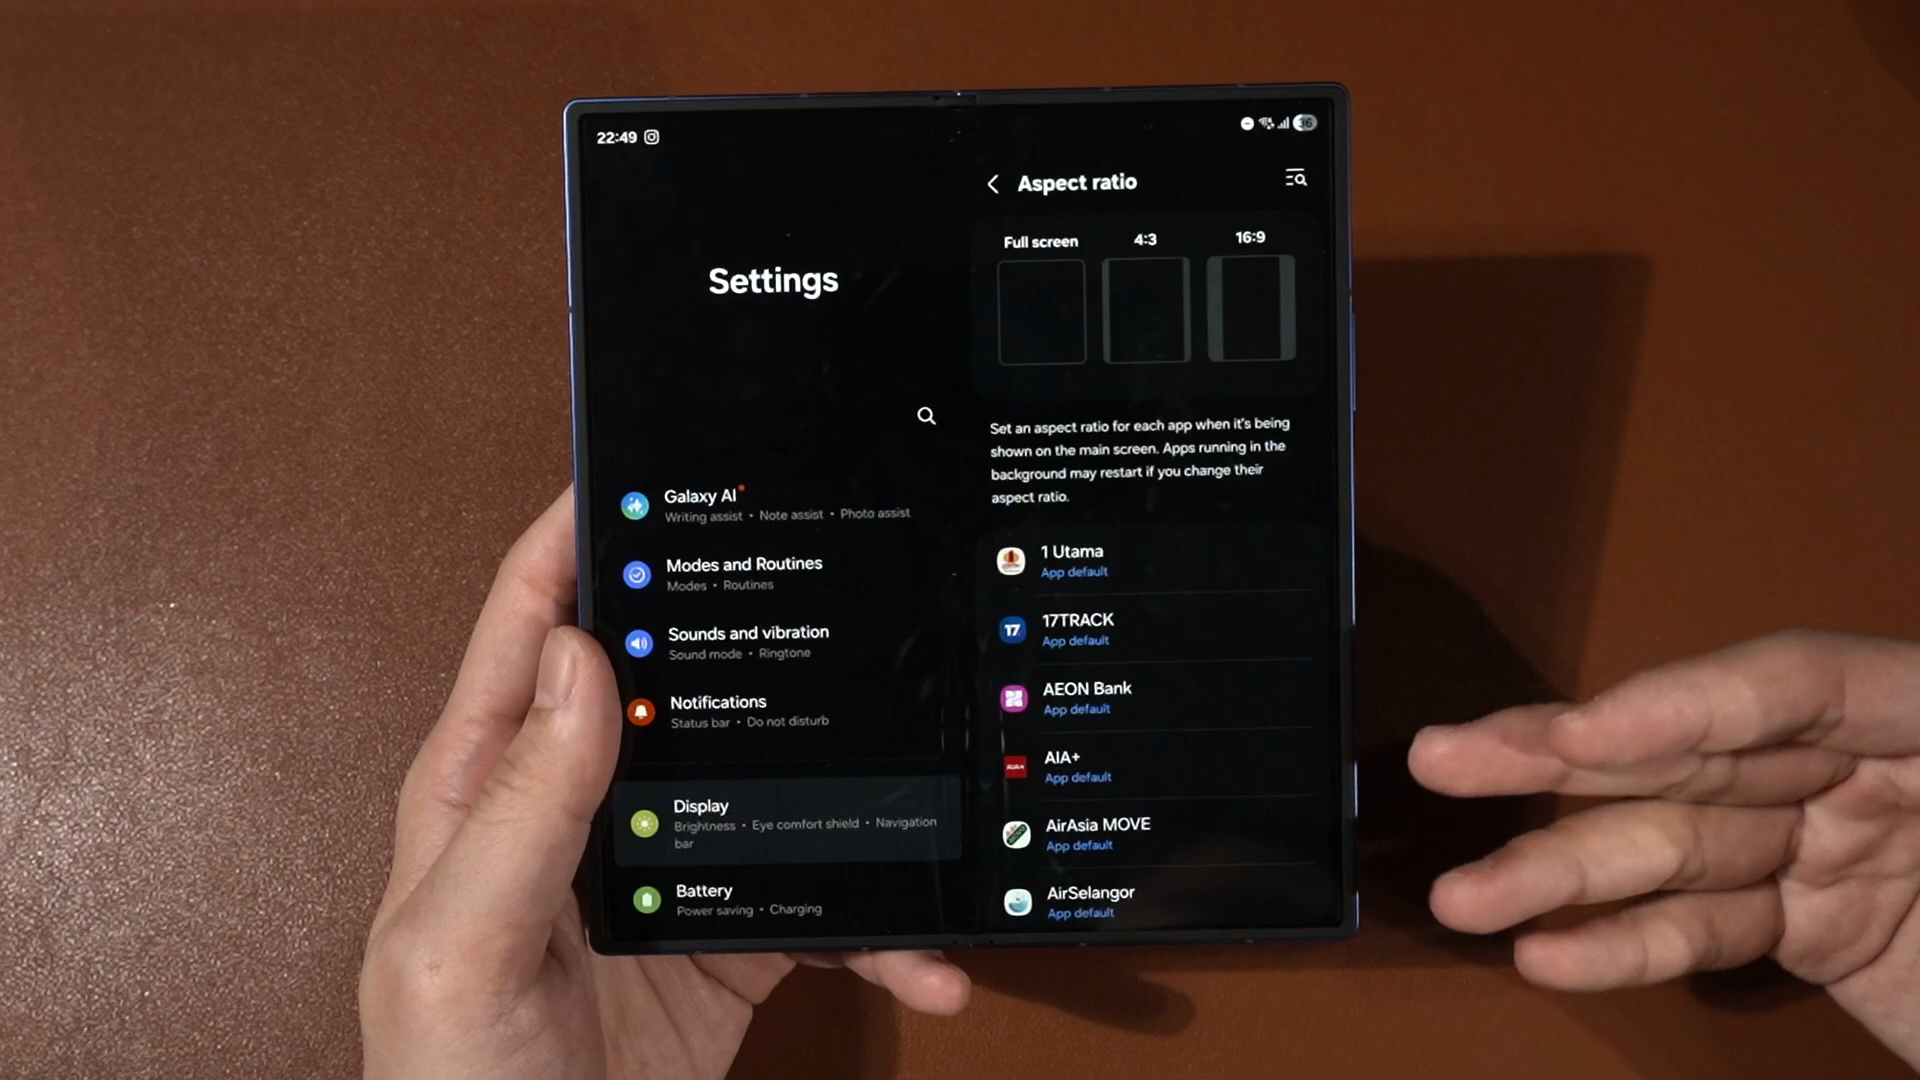 22:49
36
Settings
Galaxy AI
Writing assist • Note assist • Photo assist
Modes and Routines
Modes • Routines
Sounds and vibration
Sound mode • Ringtone
Notifications
Status bar • Do not disturb
Display
Brightness • Eye comfort shield • Navigation
bar
Battery
Power saving • Charging
Aspect ratio
Full screen
4:3
16:9
Set an aspect ratio for each app when it's being
shown on the main screen. Apps running in the
background may restart if you change their
aspect ratio.
1 Utama
App default
17
17TRACK
App default
AEON Bank
App default
AIA+
App default
AirAsia MOVE
App default
AirSelangor
App default